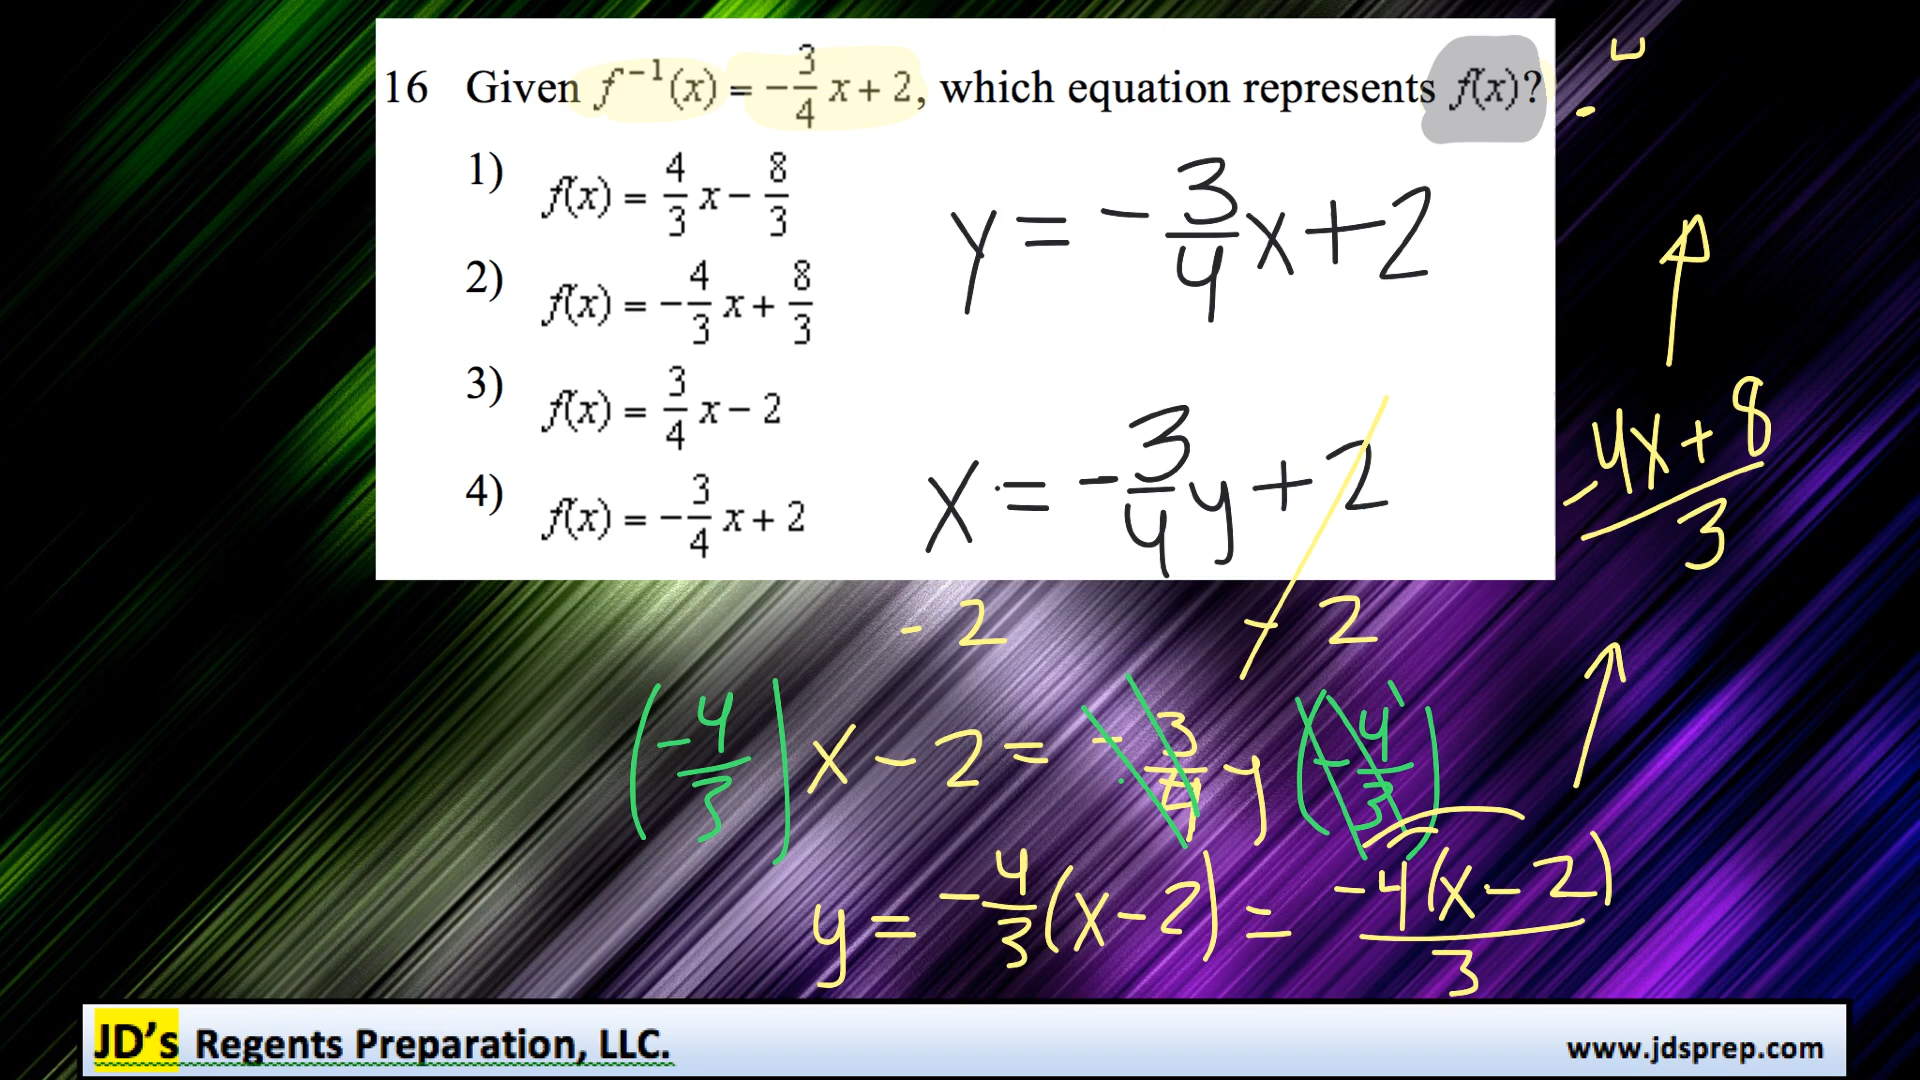 16 Given f⁻¹(x) = -3/4 x + 2, which equation represents f(x)?
1) f(x) = 4/3 x - 8/3
2) f(x) = -4/3 x + 8/3
3) f(x) = 3/4 x - 2
4) f(x) = -3/4 x + 2
y = -3/4 x + 2
x = -3/4 y + 2
- 2 - 2
(-4/3) x - 2 = -3/4 y (-4/3)
y = -4/3 (x - 2) = -4(x - 2)/3
-4x + 8/3
JD's Regents Preparation, LLC.
www.jdsprep.com